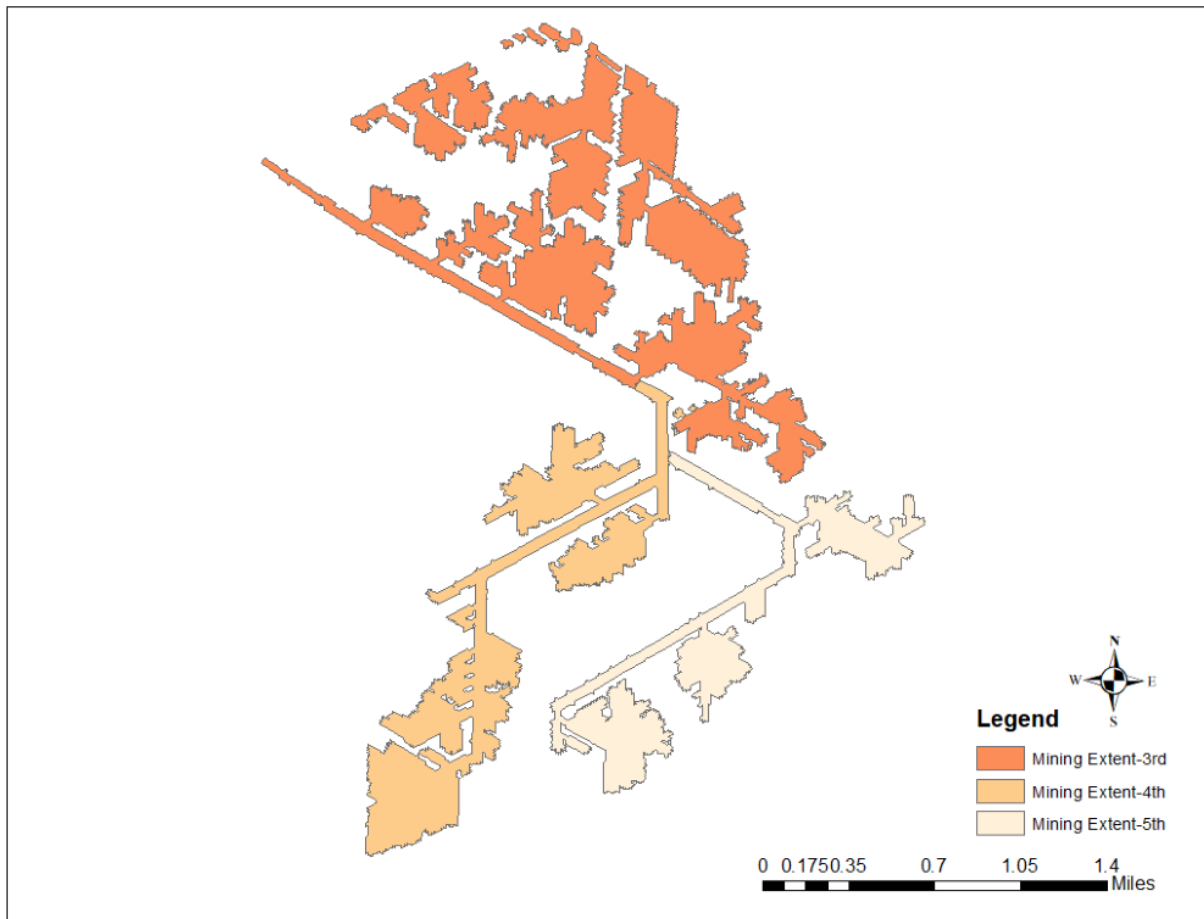 N
W E
S
Legend
Mining Extent-3rd
Mining Extent-4th
Mining Extent-5th
0 0.1750.35 0.7 1.05 1.4
Miles